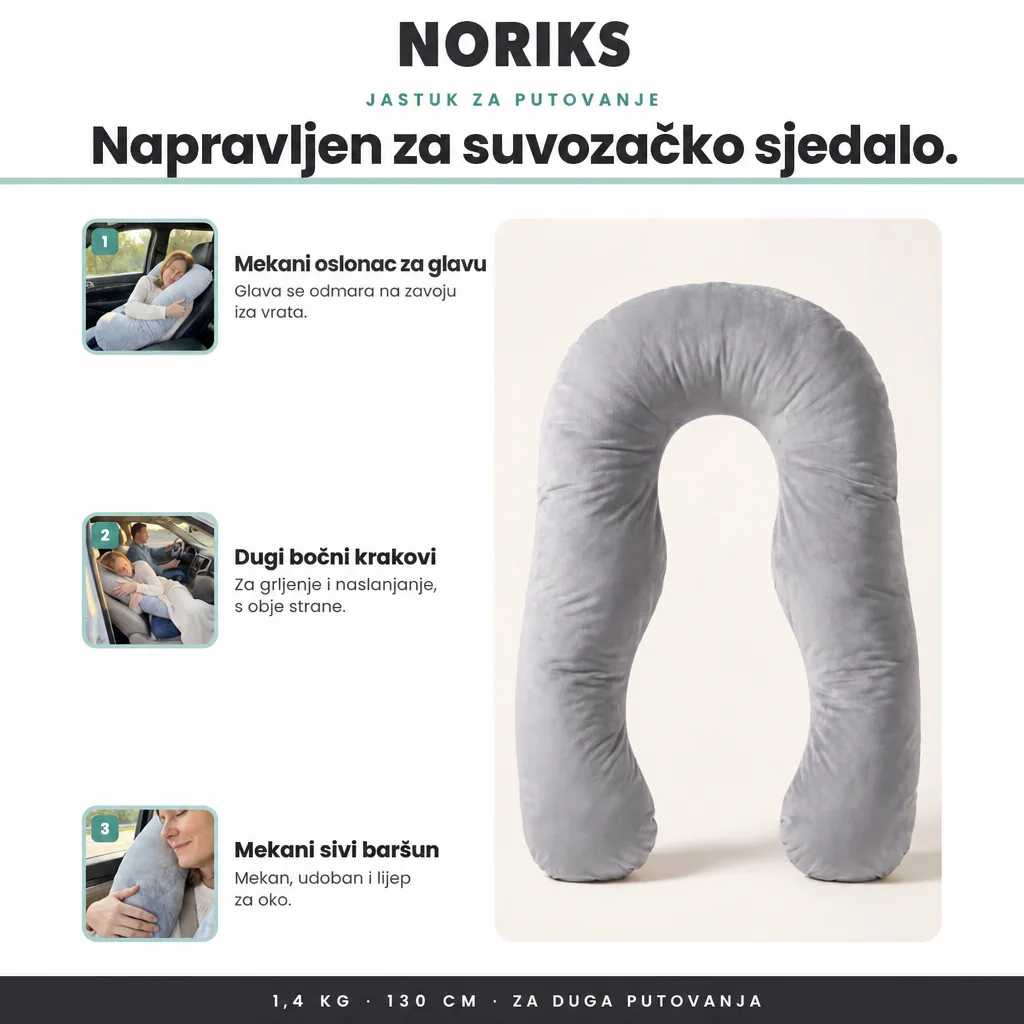 NORIKS
JASTUK ZA PUTOVANJE
Napravljen za suvozačko sjedalo.
1
Mekani oslonac za glavu
Glava se odmara na zavoju
iza vrata.
2
Dugi bočni krakovi
Za grljenje i naslanjanje,
s obje strane.
3
Mekani sivi baršun
Mekan, udoban i lijep
za oko.
1,4 KG · 130 CM · ZA DUGA PUTOVANJA